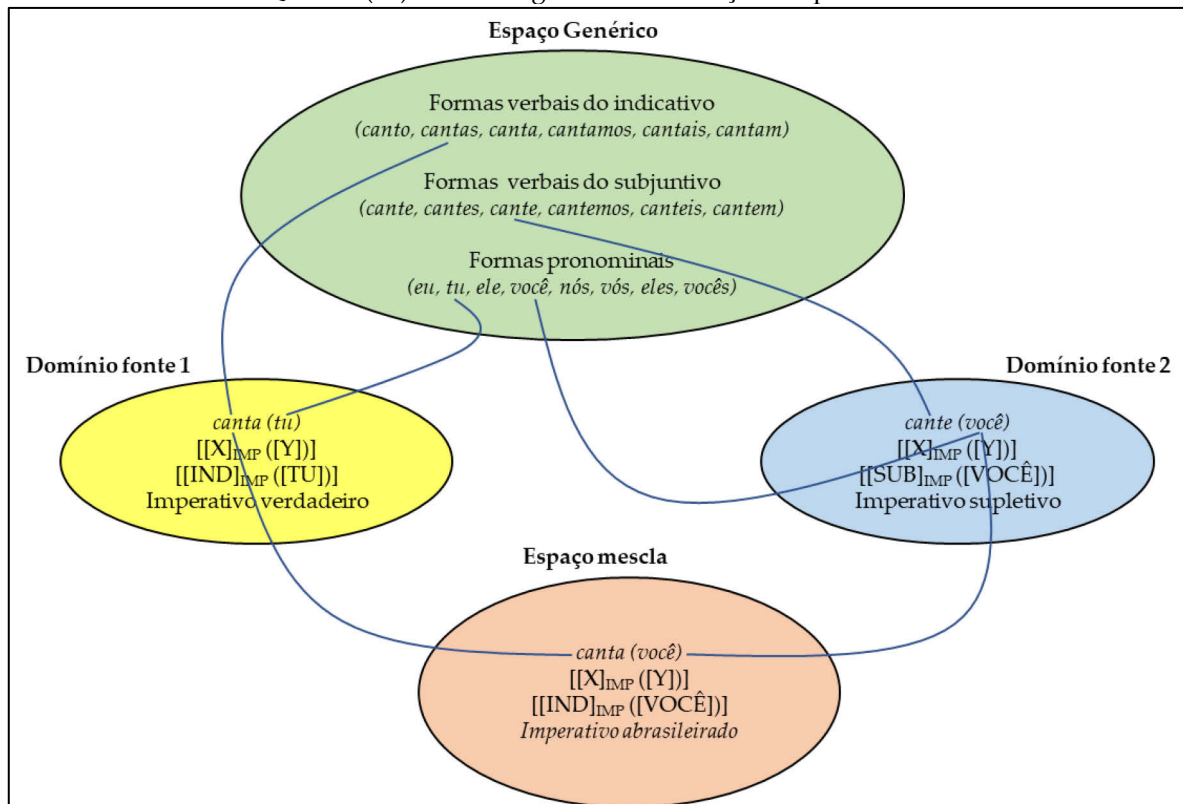 Espaço Genérico
Formas verbais do indicativo
(canto, cantas, canta, cantamos, cantais, cantam)
Formas verbais do subjuntivo
(cante, cantes, cante, cantemos, canteis, cantem)
Formas pronominais
(eu, tu, ele, você, nós, vós, eles, vocês)
Domínio fonte 1
canta (tu)
[[X]IMP ([Y])]
[[IND]IMP ([TU])]
Imperativo verdadeiro
Domínio fonte 2
cante (você)
[[X]IMP ([Y])]
[[SUB]IMP ([VOCÊ])]
Imperativo supletivo
Espaço mescla
canta (você)
[[X]IMP ([Y])]
[[IND]IMP ([VOCÊ])]
Imperativo abrasileirado